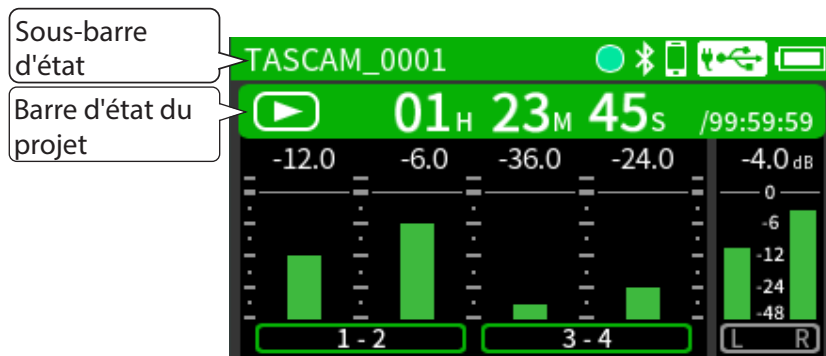 Sous-barre
d'état
TASCAM_0001
Barre d'état du
projet
01H 23M 45S /99:59:59
-12.0 -6.0 -36.0 -24.0 -4.0 dB
0
-6
-12
-24
-48
1 - 2 3 - 4 L R